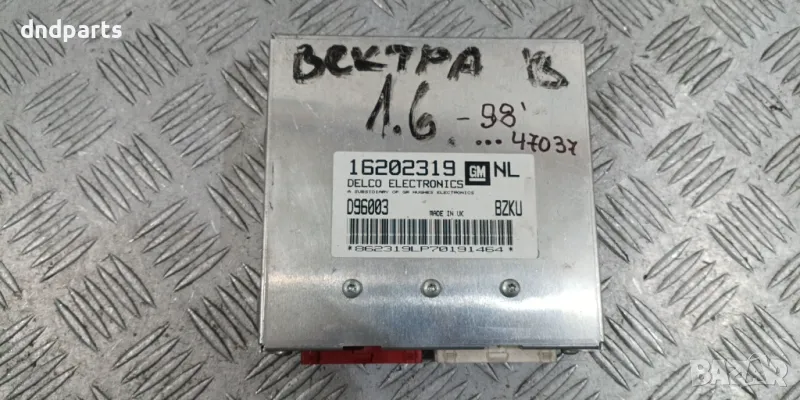 dndparts
ВЕКТРА B
1.6 - 98'
... 47037
16202319 GM NL
DELCO ELECTRONICS
A SUBSIDIARY OF GM HUGHES ELECTRONICS
D96003 MADE IN UK BZKU
*862319LP70191464*
BAZAR